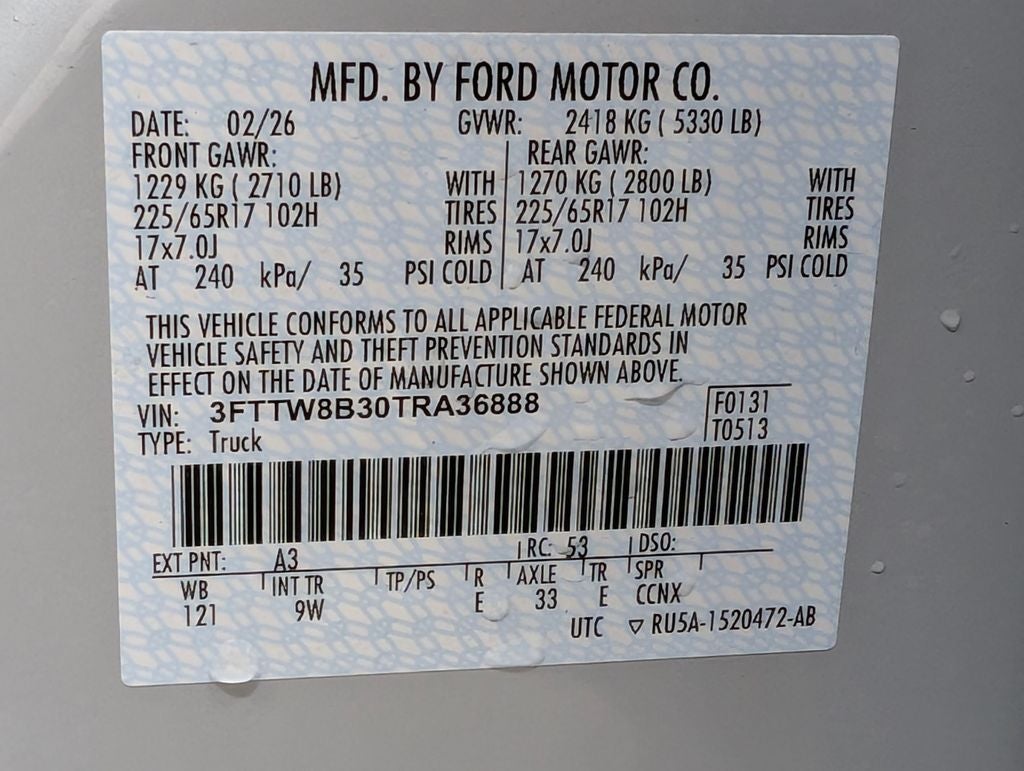 MFD. BY FORD MOTOR CO.
DATE: 02/26 GVWR: 2418 KG ( 5330 LB)
FRONT GAWR: REAR GAWR:
1229 KG ( 2710 LB) WITH 1270 KG ( 2800 LB) WITH
225/65R17 102H TIRES 225/65R17 102H TIRES
17x7.0J RIMS 17x7.0J RIMS
AT 240 kPa/ 35 PSI COLD AT 240 kPa/ 35 PSI COLD
THIS VEHICLE CONFORMS TO ALL APPLICABLE FEDERAL MOTOR
VEHICLE SAFETY AND THEFT PREVENTION STANDARDS IN
EFFECT ON THE DATE OF MANUFACTURE SHOWN ABOVE.
VIN: 3FTTW8B30TRA36888 F0131
TYPE: Truck T0513
EXT PNT: A3 RC: 53 DSO:
WB INT TR TP/PS R AXLE TR SPR
121 9W E 33 E CCNX
UTC ▽ RU5A-1520472-AB